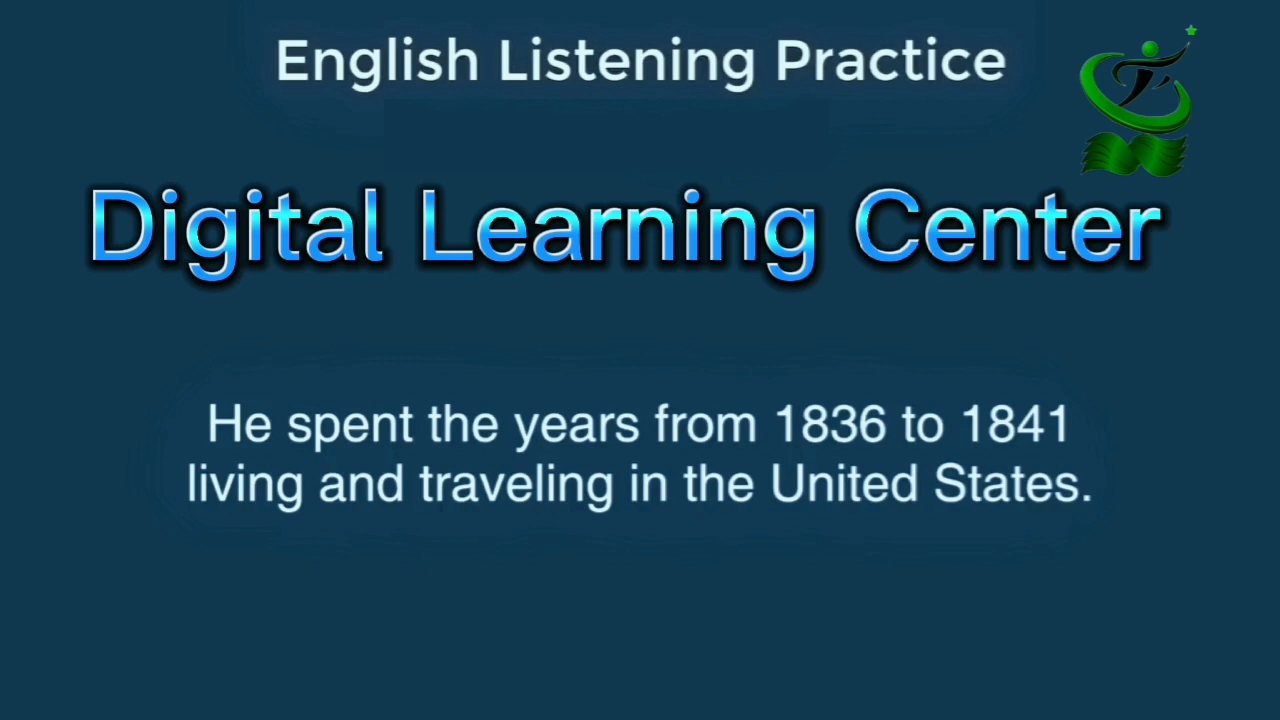 English Listening Practice
Digital Learning Center
He spent the years from 1836 to 1841
living and traveling in the United States.